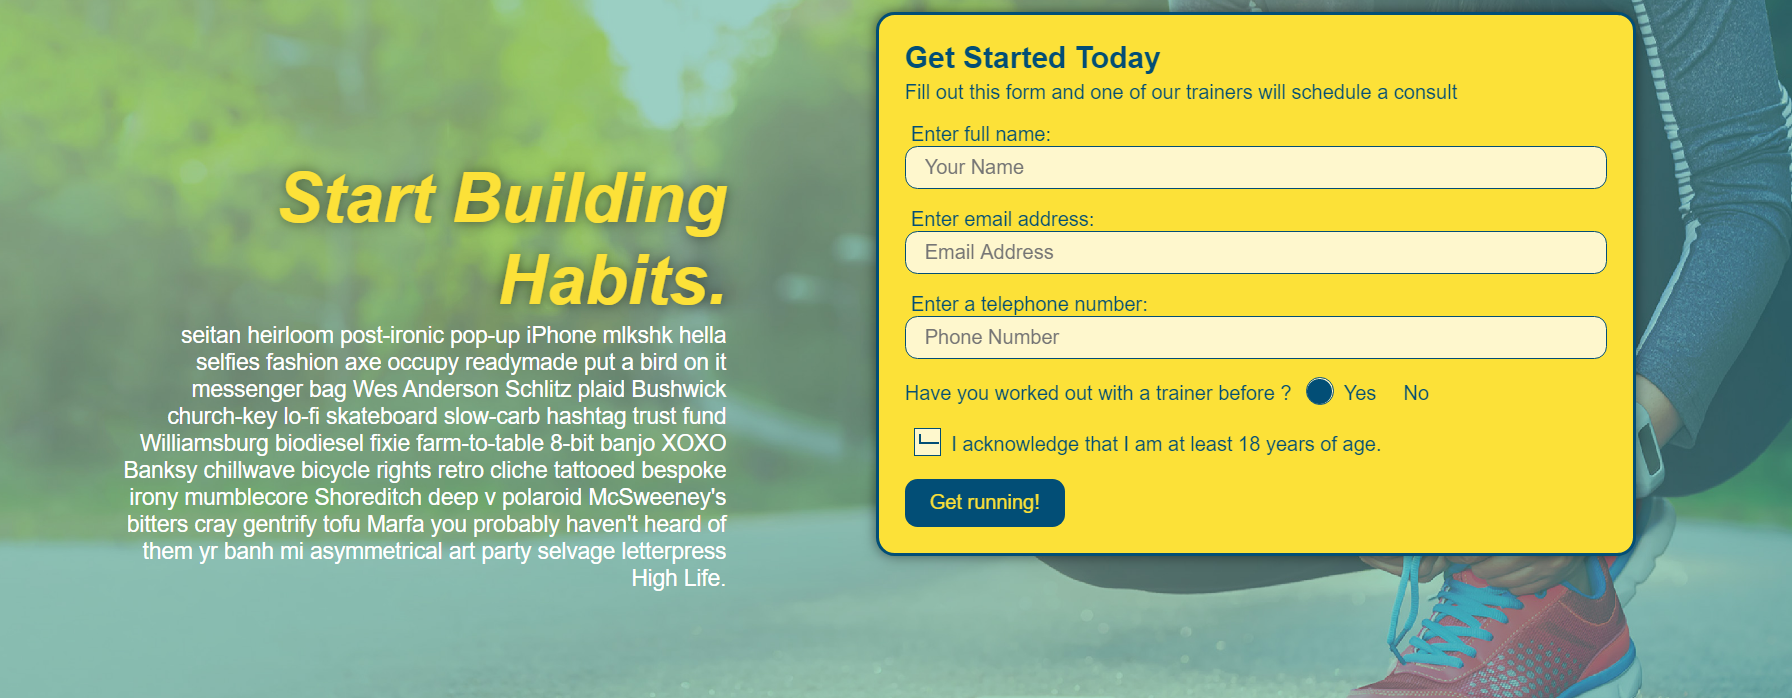 Start Building
Habits.
seitan heirloom post-ironic pop-up iPhone mlkshk hella
selfies fashion axe occupy readymade put a bird on it
messenger bag Wes Anderson Schlitz plaid Bushwick
church-key lo-fi skateboard slow-carb hashtag trust fund
Williamsburg biodiesel fixie farm-to-table 8-bit banjo XOXO
Banksy chillwave bicycle rights retro cliche tattooed bespoke
irony mumblecore Shoreditch deep v polaroid McSweeney's
bitters cray gentrify tofu Marfa you probably haven't heard of
them yr banh mi asymmetrical art party selvage letterpress
High Life.
Get Started Today
Fill out this form and one of our trainers will schedule a consult
Enter full name:
Your Name
Enter email address:
Email Address
Enter a telephone number:
Phone Number
Have you worked out with a trainer before ? Yes No
I acknowledge that I am at least 18 years of age.
Get running!